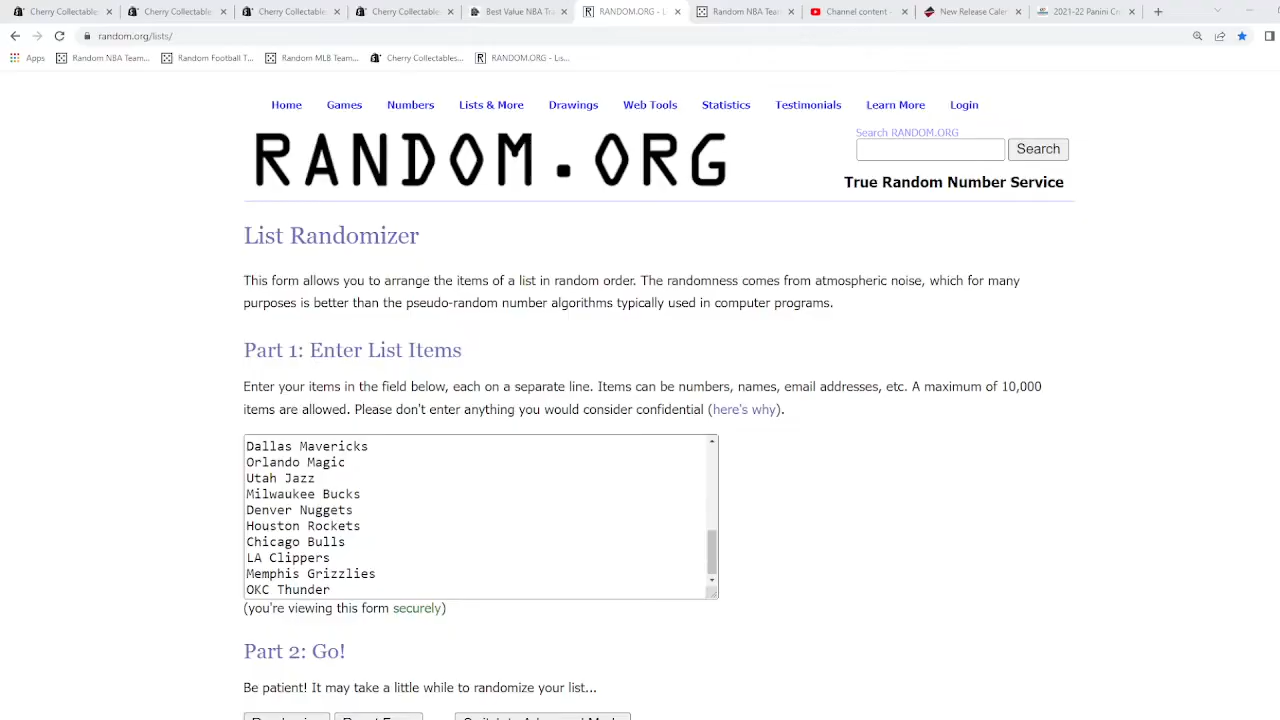 Cherry Collectable Cherry Collectable Cherry Collectable Cherry Collectable Best Value NBA Tra RANDOM.ORG - L Random NBA Team Channel content - New Release Caler 2021-22 Panini Cr
random.org/lists/
Apps Random NBA Team... Random Football T... Random MLB Team... Cherry Collectables... RANDOM.ORG - Lis...
Home Games Numbers Lists & More Drawings Web Tools Statistics Testimonials Learn More Login
Search RANDOM.ORG
RANDOM.ORG
Search
True Random Number Service
List Randomizer
This form allows you to arrange the items of a list in random order. The randomness comes from atmospheric noise, which for many
purposes is better than the pseudo-random number algorithms typically used in computer programs.
Part 1: Enter List Items
Enter your items in the field below, each on a separate line. Items can be numbers, names, email addresses, etc. A maximum of 10,000
items are allowed. Please don't enter anything you would consider confidential (here's why).
Dallas Mavericks
Orlando Magic
Utah Jazz
Milwaukee Bucks
Denver Nuggets
Houston Rockets
Chicago Bulls
LA Clippers
Memphis Grizzlies
OKC Thunder
(you're viewing this form securely)
Part 2: Go!
Be patient! It may take a little while to randomize your list...